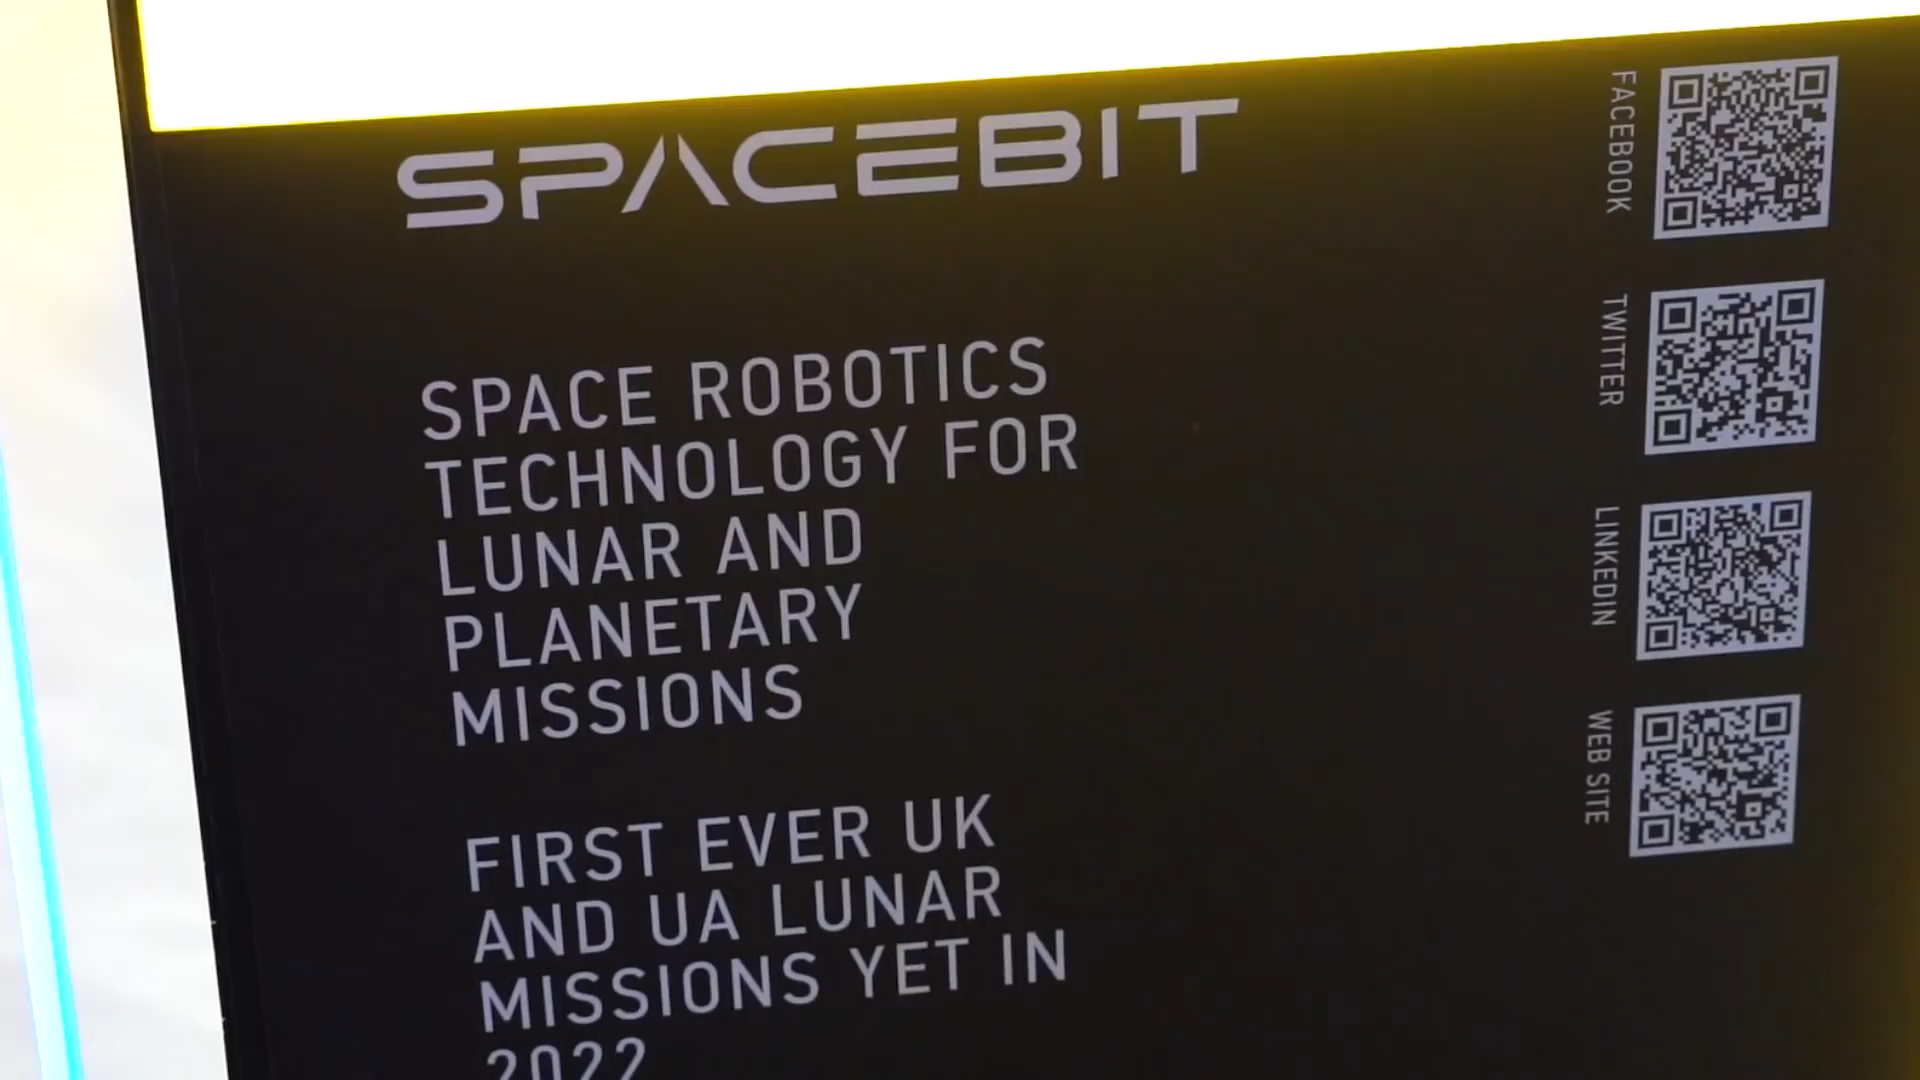 SPACEBIT
SPACE ROBOTICS
TECHNOLOGY FOR
LUNAR AND
PLANETARY
MISSIONS
FIRST EVER UK
AND UA LUNAR
MISSIONS YET IN
2022
FACEBOOK
TWITTER
LINKEDIN
WEB SITE